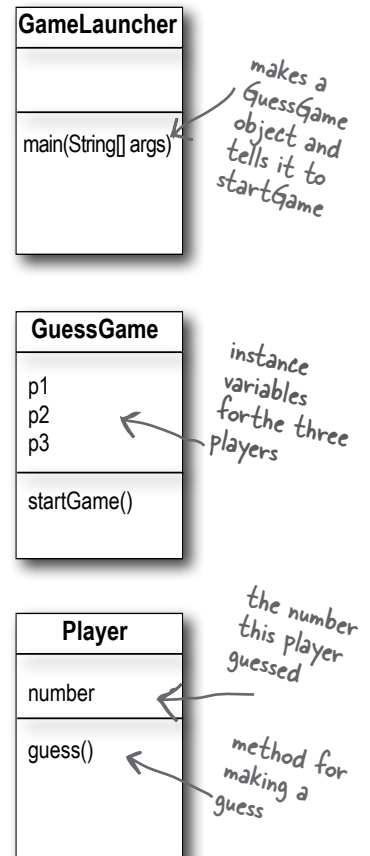 GameLauncher
main(String[] args)
makes a
GuessGame
object and
tells it to
startGame
GuessGame
p1
p2
p3
startGame()
instance
variables
forthe three
players
Player
number
guess()
the number
this player
guessed
method for
making a
guess